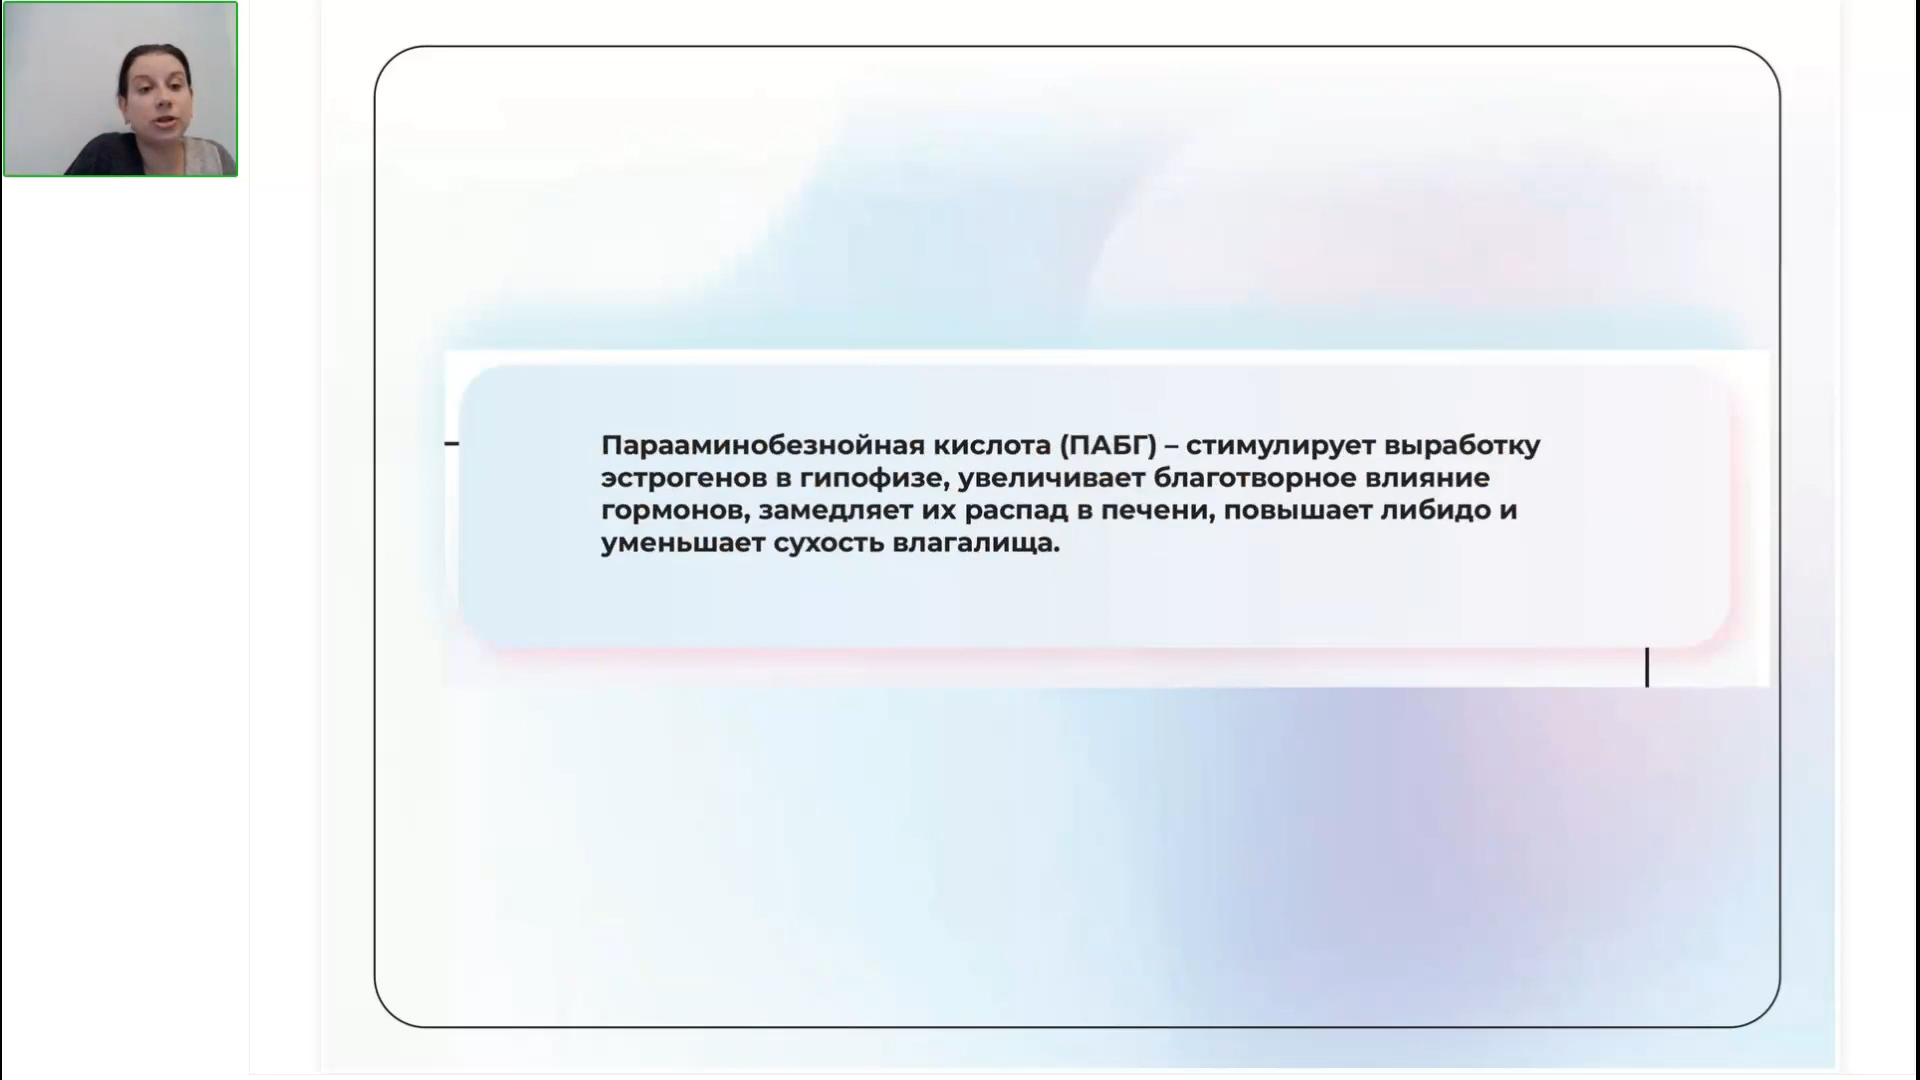 Парааминобезнойная кислота (ПАБГ) – стимулирует выработку
эстрогенов в гипофизе, увеличивает благотворное влияние
гормонов, замедляет их распад в печени, повышает либидо и
уменьшает сухость влагалища.